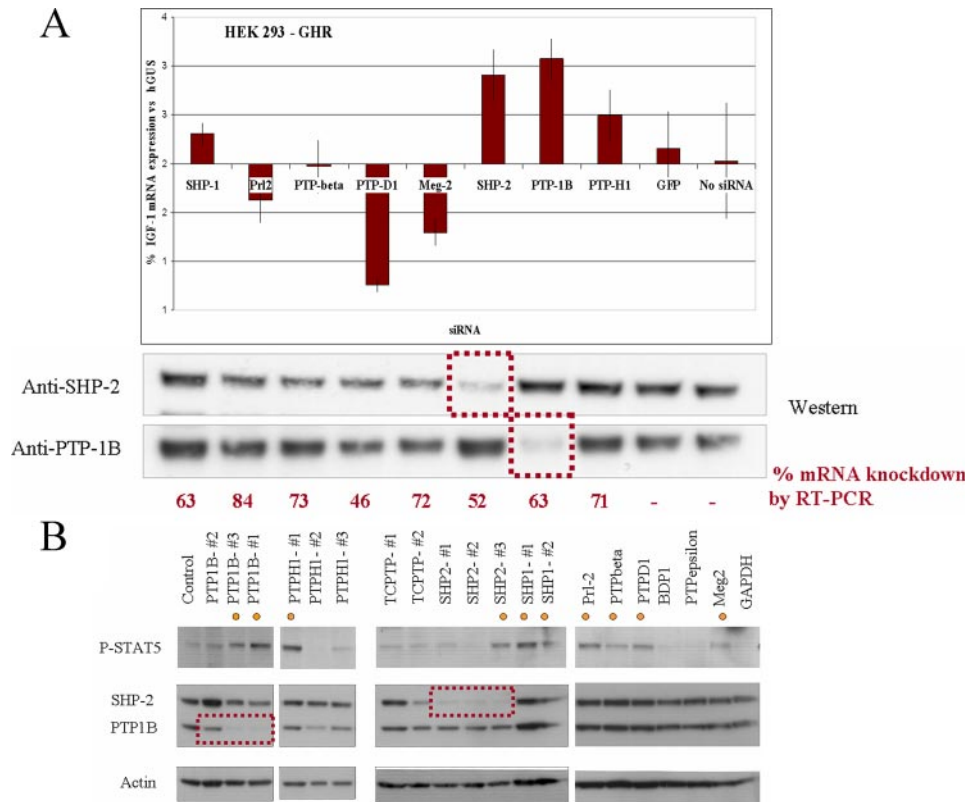 A
HEK 293 - GHR
% IGF-1 mRNA expression vs hGUS
4
3
3
2
2
1
1
SHP-1 Prl2 PTP-beta PTP-D1 Meg-2 SHP-2 PTP-1B PTP-H1 GFP No siRNA
siRNA
Anti-SHP-2
Western
Anti-PTP-1B
% mRNA knockdown
63 84 73 46 72 52 63 71 - - by RT-PCR
B
Control PTP1B- #2 PTP1B- #3 PTP1B- #1 PTPH1- #1 PTPH1- #2 PTPH1- #3 TCPTP- #1 TCPTP- #2 SHP2- #1 SHP2- #2 SHP2- #3 SHP1- #1 SHP1- #2 Prl-2 PTPbeta PTPD1 BDP1 PTPepsilon Meg2 GAPDH
P-STAT5
SHP-2
PTP1B
Actin